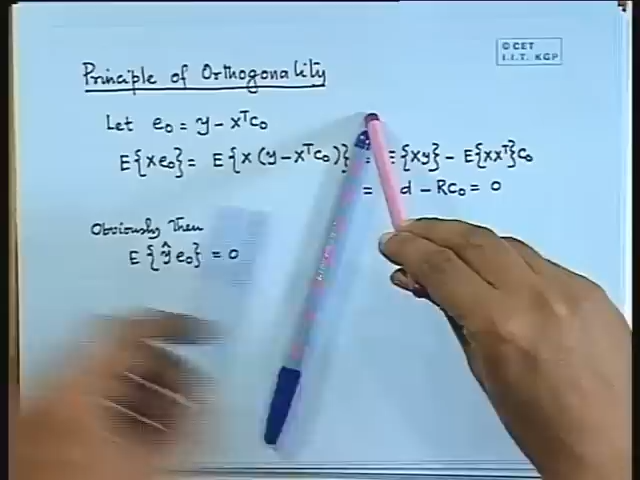 Principle of Orthogonality
© CET
I.I.T. KGP
Let e₀ = y - xᵀc₀
E{xe₀} = E{x(y - xᵀc₀)} = E{xy} - E{xxᵀ}c₀
= d - Rc₀ = 0
Obviously Then
E{ŷe₀} = 0